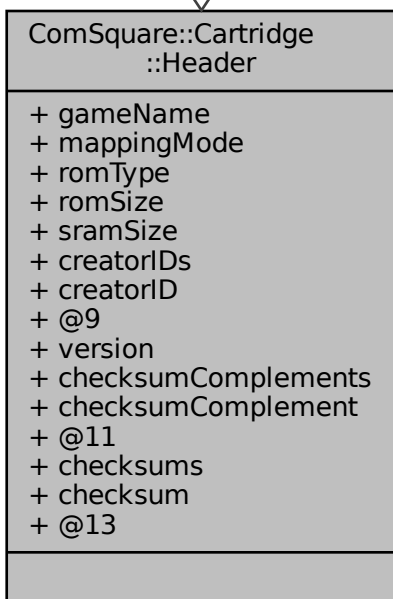 ComSquare::Cartridge
::Header
+ gameName
+ mappingMode
+ romType
+ romSize
+ sramSize
+ creatorIDs
+ creatorID
+ @9
+ version
+ checksumComplements
+ checksumComplement
+ @11
+ checksums
+ checksum
+ @13